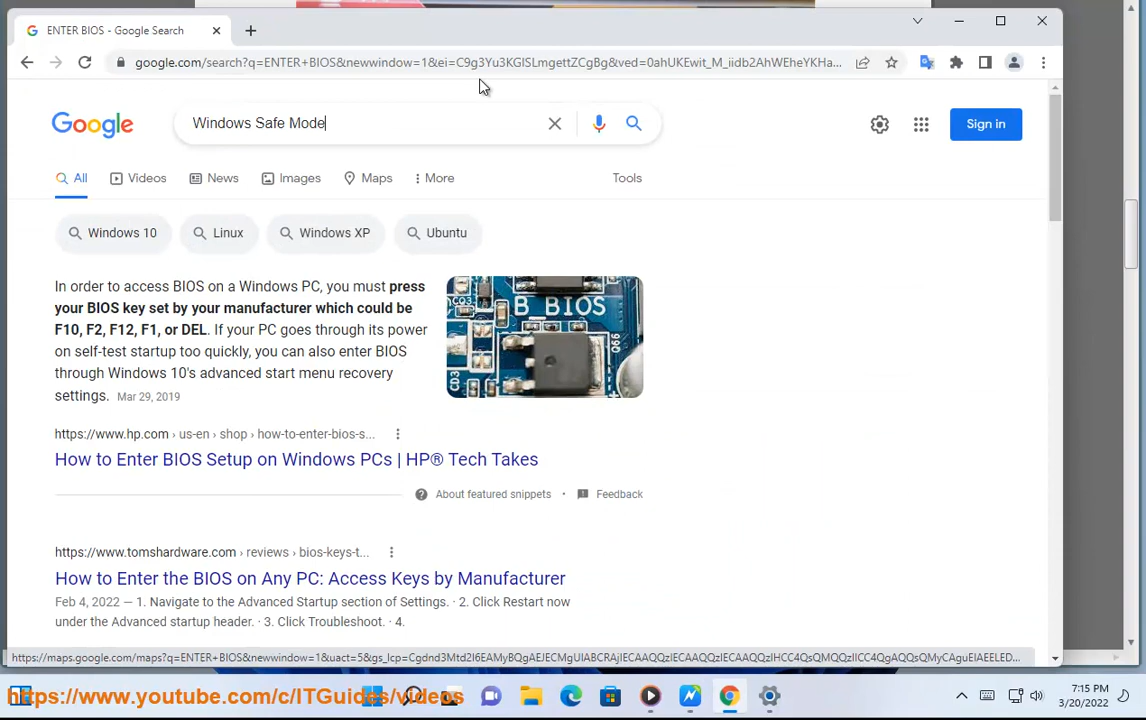 ENTER BIOS - Google Search
google.com/search?q=ENTER+BIOS&newwindow=1&ei=C9g3Yu3KGISLmgettZCgBg&ved=0ahUKEwit_M_iidb2AhWEheYKHa...
Google
Windows Safe Mode
Sign in
All
Videos
News
Images
Maps
More
Tools
Windows 10
Linux
Windows XP
Ubuntu
In order to access BIOS on a Windows PC, you must press
your BIOS key set by your manufacturer which could be
F10, F2, F12, F1, or DEL. If your PC goes through its power
on self-test startup too quickly, you can also enter BIOS
through Windows 10's advanced start menu recovery
settings. Mar 29, 2019
B_BIOS
CQ3
Q66
CD3
https://www.hp.com › us-en › shop › how-to-enter-bios-s...
How to Enter BIOS Setup on Windows PCs | HP® Tech Takes
About featured snippets • Feedback
https://www.tomshardware.com › reviews › bios-keys-t...
How to Enter the BIOS on Any PC: Access Keys by Manufacturer
Feb 4, 2022 — 1. Navigate to the Advanced Startup section of Settings. · 2. Click Restart now
under the Advanced startup header. · 3. Click Troubleshoot. · 4.
https://www.youtube.com/c/ITGuides/videos
7:15 PM
3/20/2022